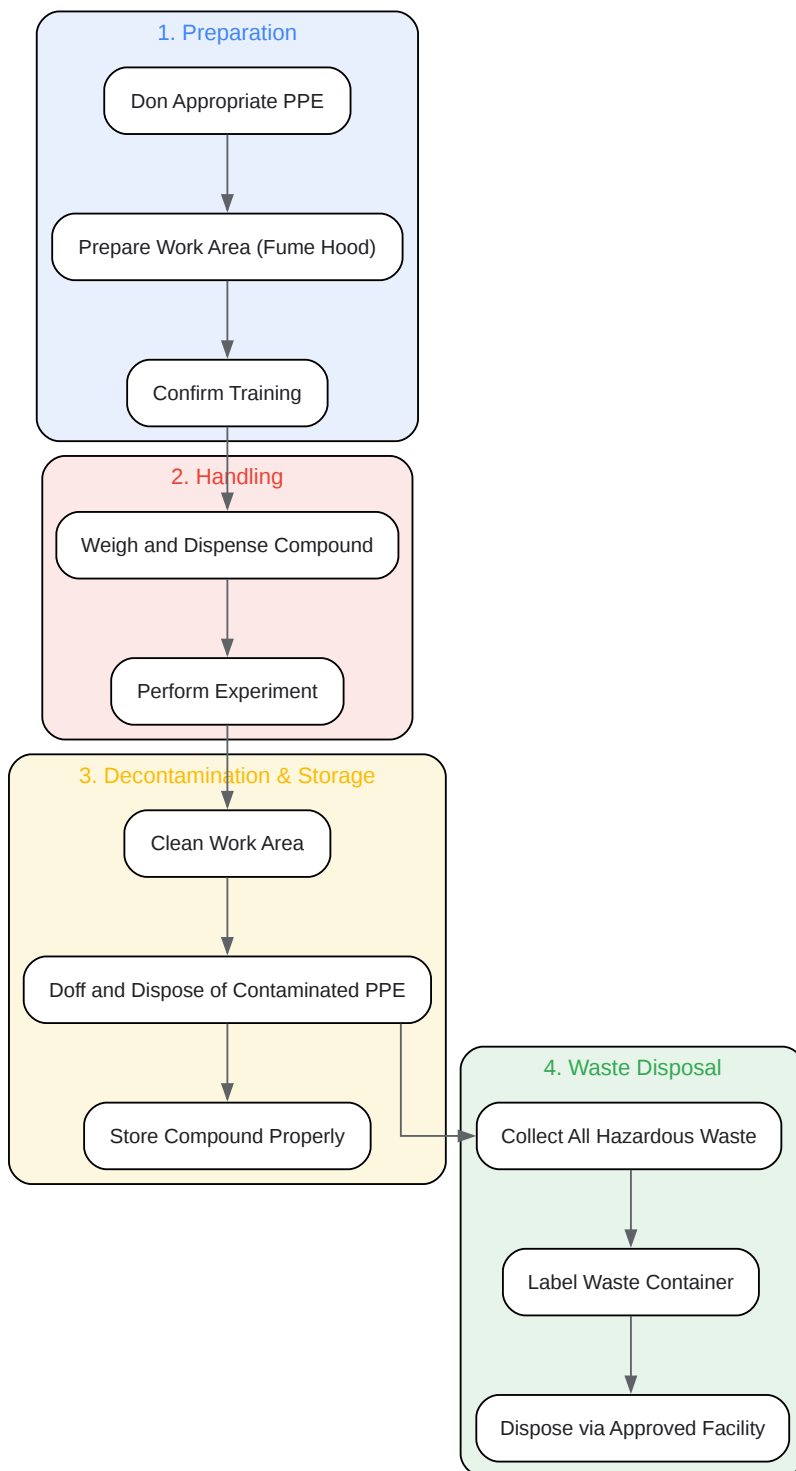 1. Preparation
Don Appropriate PPE
Prepare Work Area (Fume Hood)
Confirm Training
2. Handling
Weigh and Dispense Compound
Perform Experiment
3. Decontamination & Storage
Clean Work Area
Doff and Dispose of Contaminated PPE
Store Compound Properly
4. Waste Disposal
Collect All Hazardous Waste
Label Waste Container
Dispose via Approved Facility